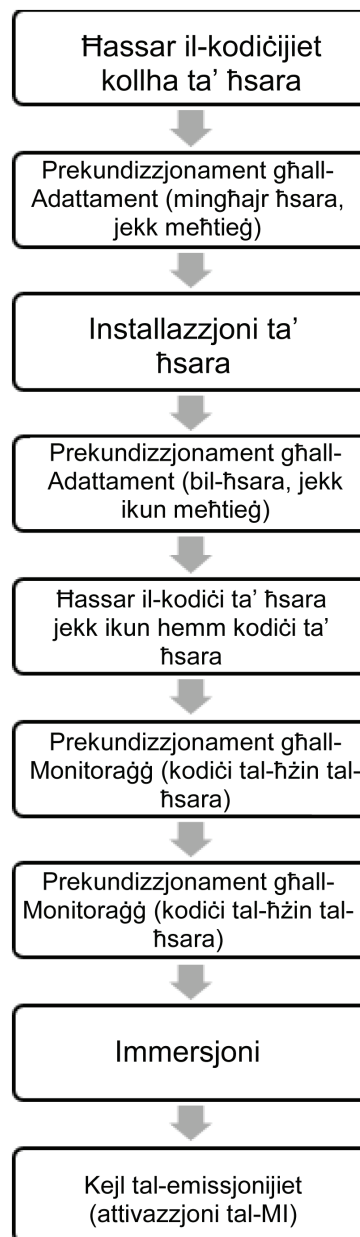 Ħassar il-kodiċijiet
kollha ta’ ħsara
Prekundizzjonament għall-
Adattament (mingħajr ħsara,
jekk meħtieġ)
Installazzjoni ta’
ħsara
Prekundizzjonament għall-
Adattament (bil-ħsara, jekk
ikun meħtieġ)
Ħassar il-kodiċi ta’ ħsara
jekk ikun hemm kodiċi ta’
ħsara
Prekundizzjonament għall-
Monitoraġġ (kodiċi tal-ħżin tal-
ħsara)
Prekundizzjonament għall-
Monitoraġġ (kodiċi tal-ħżin tal-
ħsara)
Immersjoni
Kejl tal-emissjonijiet
(attivazzjoni tal-MI)